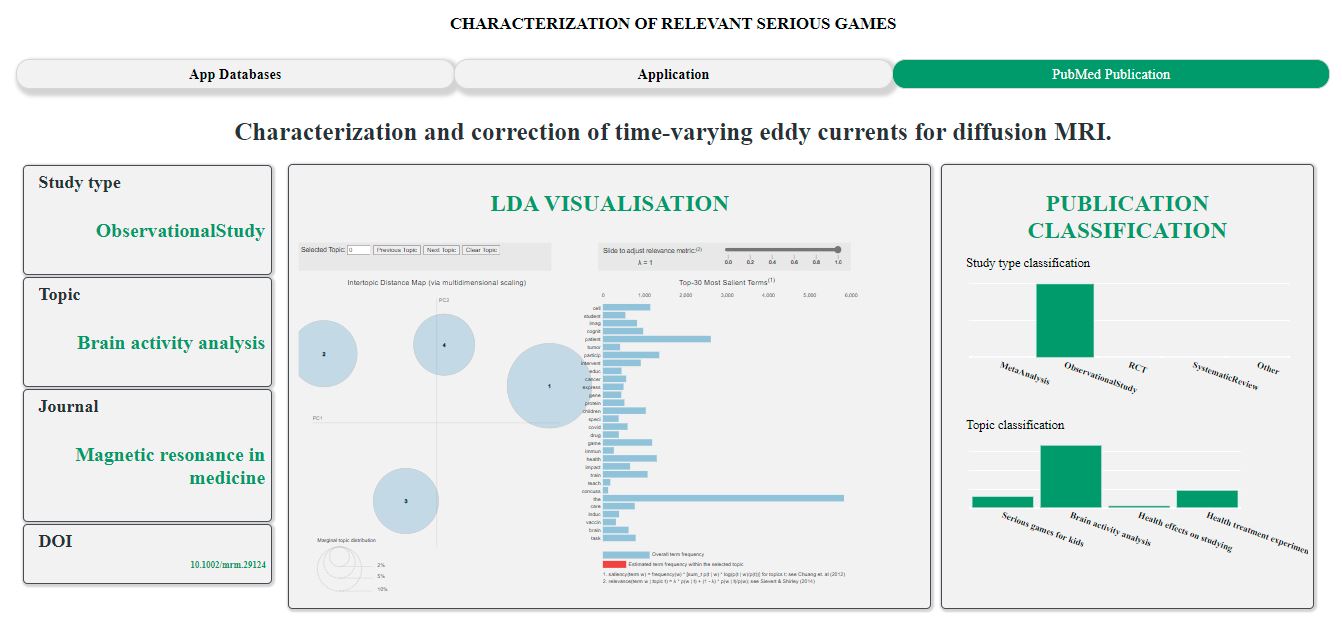 CHARACTERIZATION OF RELEVANT SERIOUS GAMES
App Databases
Application
PubMed Publication
Characterization and correction of time-varying eddy currents for diffusion MRI.
Study type
ObservationalStudy
Topic
Brain activity analysis
Journal
Magnetic resonance in
medicine
DOI
10.1002/mrm.29124
LDA VISUALISATION
Selected Topic: 0 Previous Topic Next Topic Clear Topic
Slide to adjust relevance metric:(2)
λ = 1
0.0 0.2 0.4 0.6 0.8 1.0
Intertopic Distance Map (via multidimensional scaling)
PC2
PC1
2
4
1
3
Marginal topic distribution
2%
5%
10%
Top-30 Most Salient Terms(1)
0 1,000 2,000 3,000 4,000 5,000 6,000
cell
student
imag
cognit
patient
tumor
particip
intervent
educ
cancer
express
gene
protein
children
speci
covid
drug
game
immun
health
impact
train
teach
concuss
the
care
induc
vaccin
brain
task
Overall term frequency
Estimated term frequency within the selected topic
1. saliency(term w) = frequency(w) * [sum_t p(t | w) * log(p(t | w)/p(t))] for topics t; see Chuang et. al (2012)
2. relevance(term w | topic t) = λ * p(w | t) + (1 - λ) * p(w | t)/p(w); see Sievert & Shirley (2014)
PUBLICATION
CLASSIFICATION
Study type classification
MetaAnalysis
ObservationalStudy
RCT
SystematicReview
Other
Topic classification
Serious games for kids
Brain activity analysis
Health effects on studying
Health treatment experimen